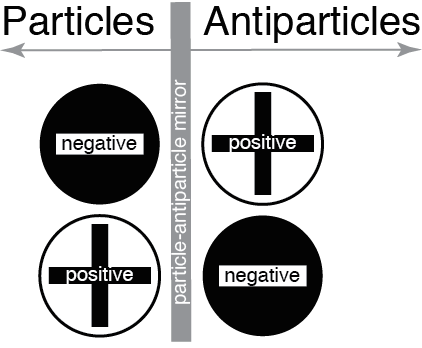 Particles
Antiparticles
particle-antiparticle mirror
negative
positive
positive
negative